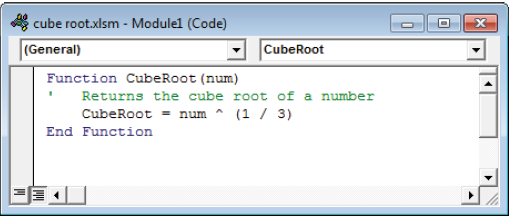 cube root.xlsm - Module1 (Code)
(General) CubeRoot
Function CubeRoot(num)
'   Returns the cube root of a number
    CubeRoot = num ^ (1 / 3)
End Function